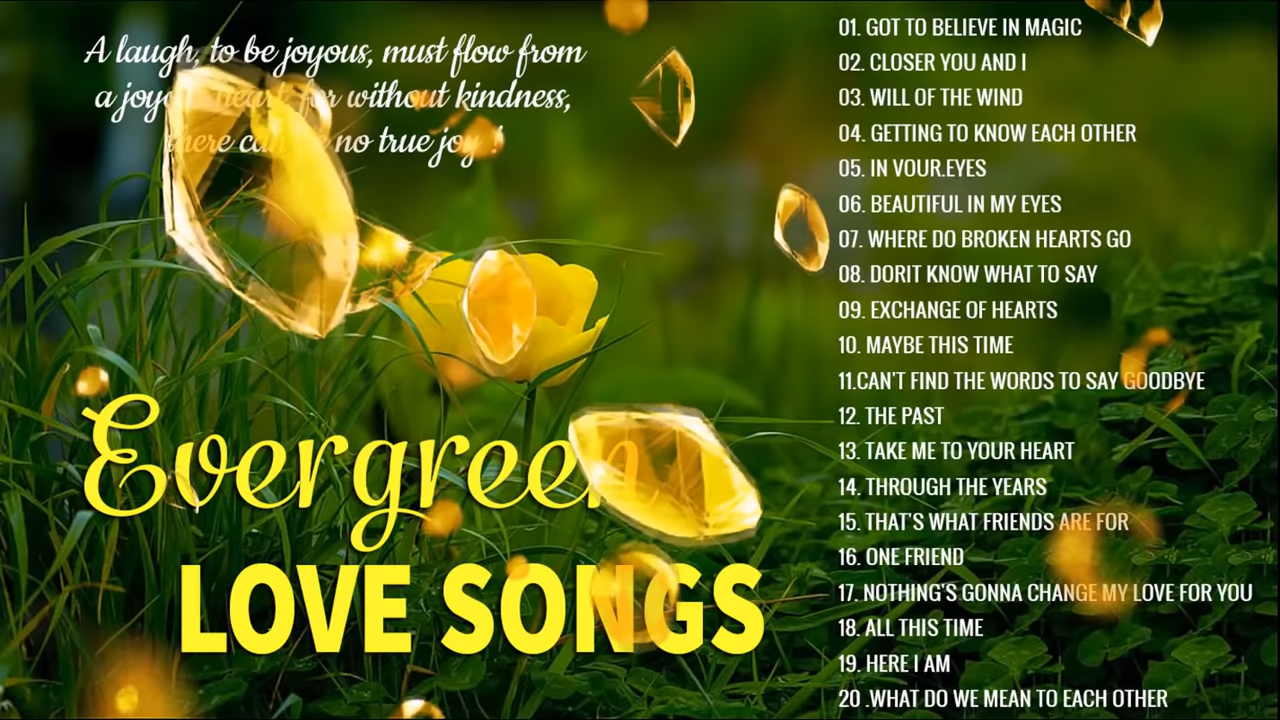 A laugh, to be joyous, must flow from
a joyous heart, for without kindness,
there can be no true joy !
Evergreen
LOVE SONGS
01. GOT TO BELIEVE IN MAGIC
02. CLOSER YOU AND I
03. WILL OF THE WIND
04. GETTING TO KNOW EACH OTHER
05. IN VOUR.EYES
06. BEAUTIFUL IN MY EYES
07. WHERE DO BROKEN HEARTS GO
08. DORIT KNOW WHAT TO SAY
09. EXCHANGE OF HEARTS
10. MAYBE THIS TIME
11.CAN'T FIND THE WORDS TO SAY GOODBYE
12. THE PAST
13. TAKE ME TO YOUR HEART
14. THROUGH THE YEARS
15. THAT'S WHAT FRIENDS ARE FOR
16. ONE FRIEND
17. NOTHING'S GONNA CHANGE MY LOVE FOR YOU
18. ALL THIS TIME
19. HERE I AM
20 .WHAT DO WE MEAN TO EACH OTHER